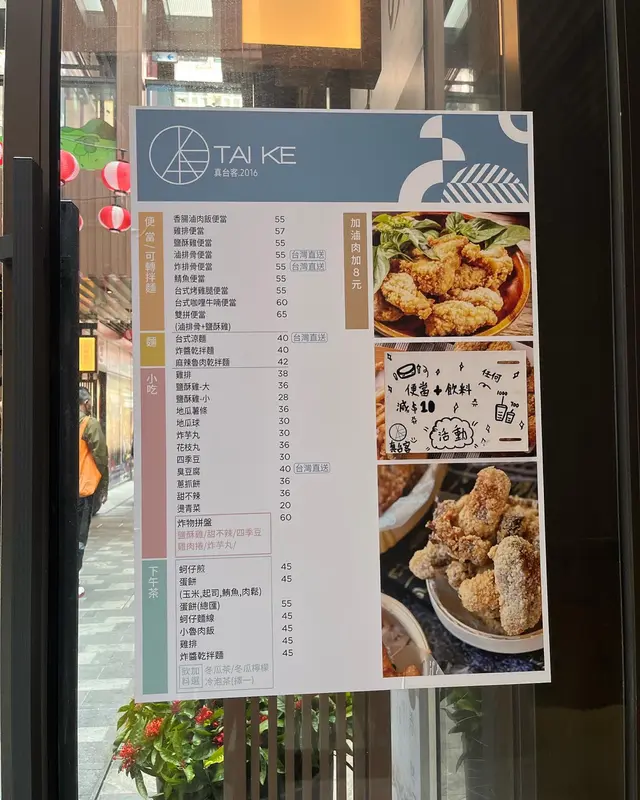 TAI KE
真台客.2016
便當/可轉拌麵
香腸滷肉飯便當 55
雞排便當 57
鹽酥雞便當 55
滷排骨便當 55 台灣直送
炸排骨便當 55 台灣直送
鯖魚便當 55
台式烤雞腿便當 55
台式咖哩牛腩便當 60
雙拼便當 65
(滷排骨+鹽酥雞)
加滷肉加8元
麵
台式涼麵 40 台灣直送
炸醬乾拌麵 40
麻辣魯肉乾拌麵 42
小吃
雞排 38
鹽酥雞-大 36
鹽酥雞-小 28
地瓜薯條 36
地瓜球 30
炸芋丸 30
花枝丸 36
四季豆 30
臭豆腐 40 台灣直送
蔥抓餅 36
甜不辣 36
燙青菜 20
炸物拼盤 60
鹽酥雞/甜不辣/四季豆
雞肉捲/炸芋丸/
下午茶
蚵仔煎 45
蛋餅 45
(玉米,起司,鮪魚,肉鬆)
蛋餅(總匯) 55
蚵仔麵線 45
小魯肉飯 45
雞排 45
炸醬乾拌麵 45
飲料
冬瓜茶/冬瓜檸檬
冷泡茶(擇一)
任何
便當+飲料
減$10
活動
真台客